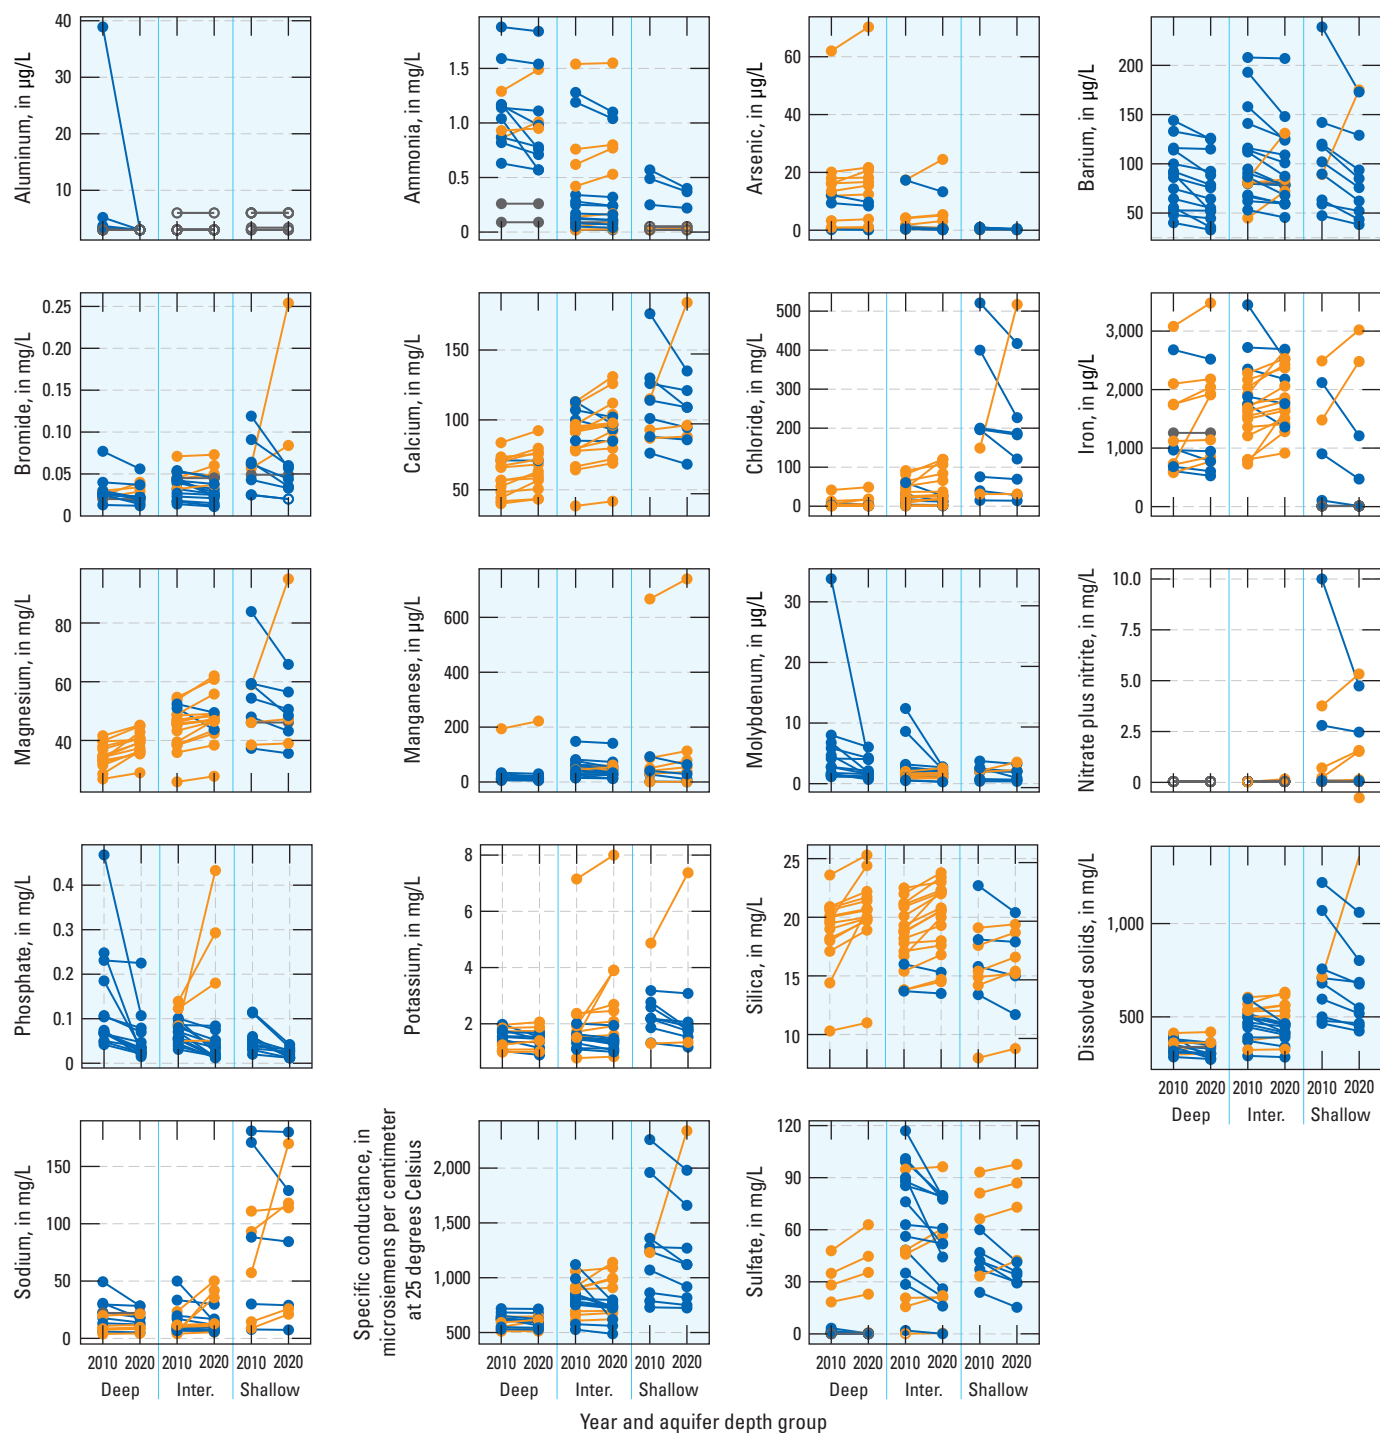 Aluminum, in µg/L
40
30
20
10
Ammonia, in mg/L
1.5
1.0
0.5
0
Arsenic, in µg/L
60
40
20
0
Barium, in µg/L
200
150
100
50
Bromide, in mg/L
0.25
0.20
0.15
0.10
0.05
0
Calcium, in mg/L
150
100
50
Chloride, in mg/L
500
400
300
200
100
0
Iron, in µg/L
3,000
2,000
1,000
0
Magnesium, in mg/L
80
60
40
Manganese, in µg/L
600
400
200
0
Molybdenum, in µg/L
30
20
10
0
Nitrate plus nitrite, in mg/L
10.0
7.5
5.0
2.5
0
Phosphate, in mg/L
0.4
0.3
0.2
0.1
0
Potassium, in mg/L
8
6
4
2
Silica, in mg/L
25
20
15
10
Dissolved solids, in mg/L
1,000
500
2010 2020 2010 2020 2010 2020
Deep Inter. Shallow
Sodium, in mg/L
150
100
50
0
2010 2020 2010 2020 2010 2020
Deep Inter. Shallow
Specific conductance, in
microsiemens per centimeter
at 25 degrees Celsius
2,000
1,500
1,000
500
2010 2020 2010 2020 2010 2020
Deep Inter. Shallow
Sulfate, in mg/L
120
90
60
30
0
2010 2020 2010 2020 2010 2020
Deep Inter. Shallow
Year and aquifer depth group